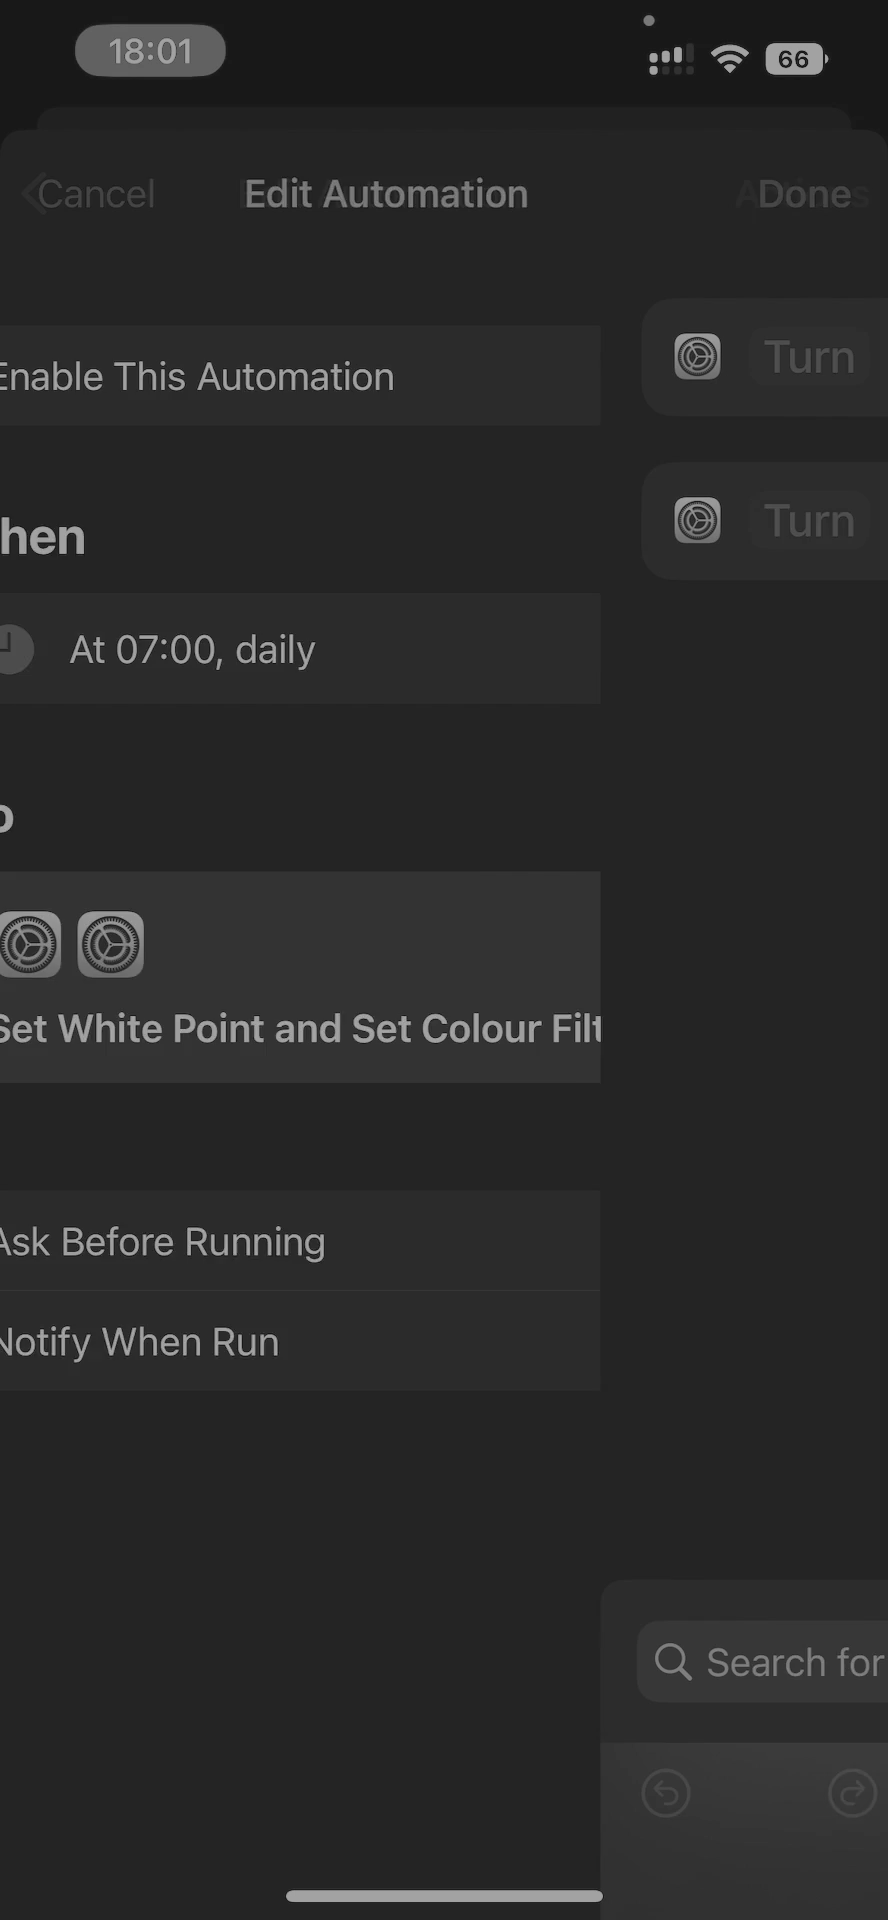 18:01
66
Cancel
Edit Automation
Done
Enable This Automation
Turn
Turn
hen
At 07:00, daily
o
Set White Point and Set Colour Filt
Ask Before Running
Notify When Run
Search for